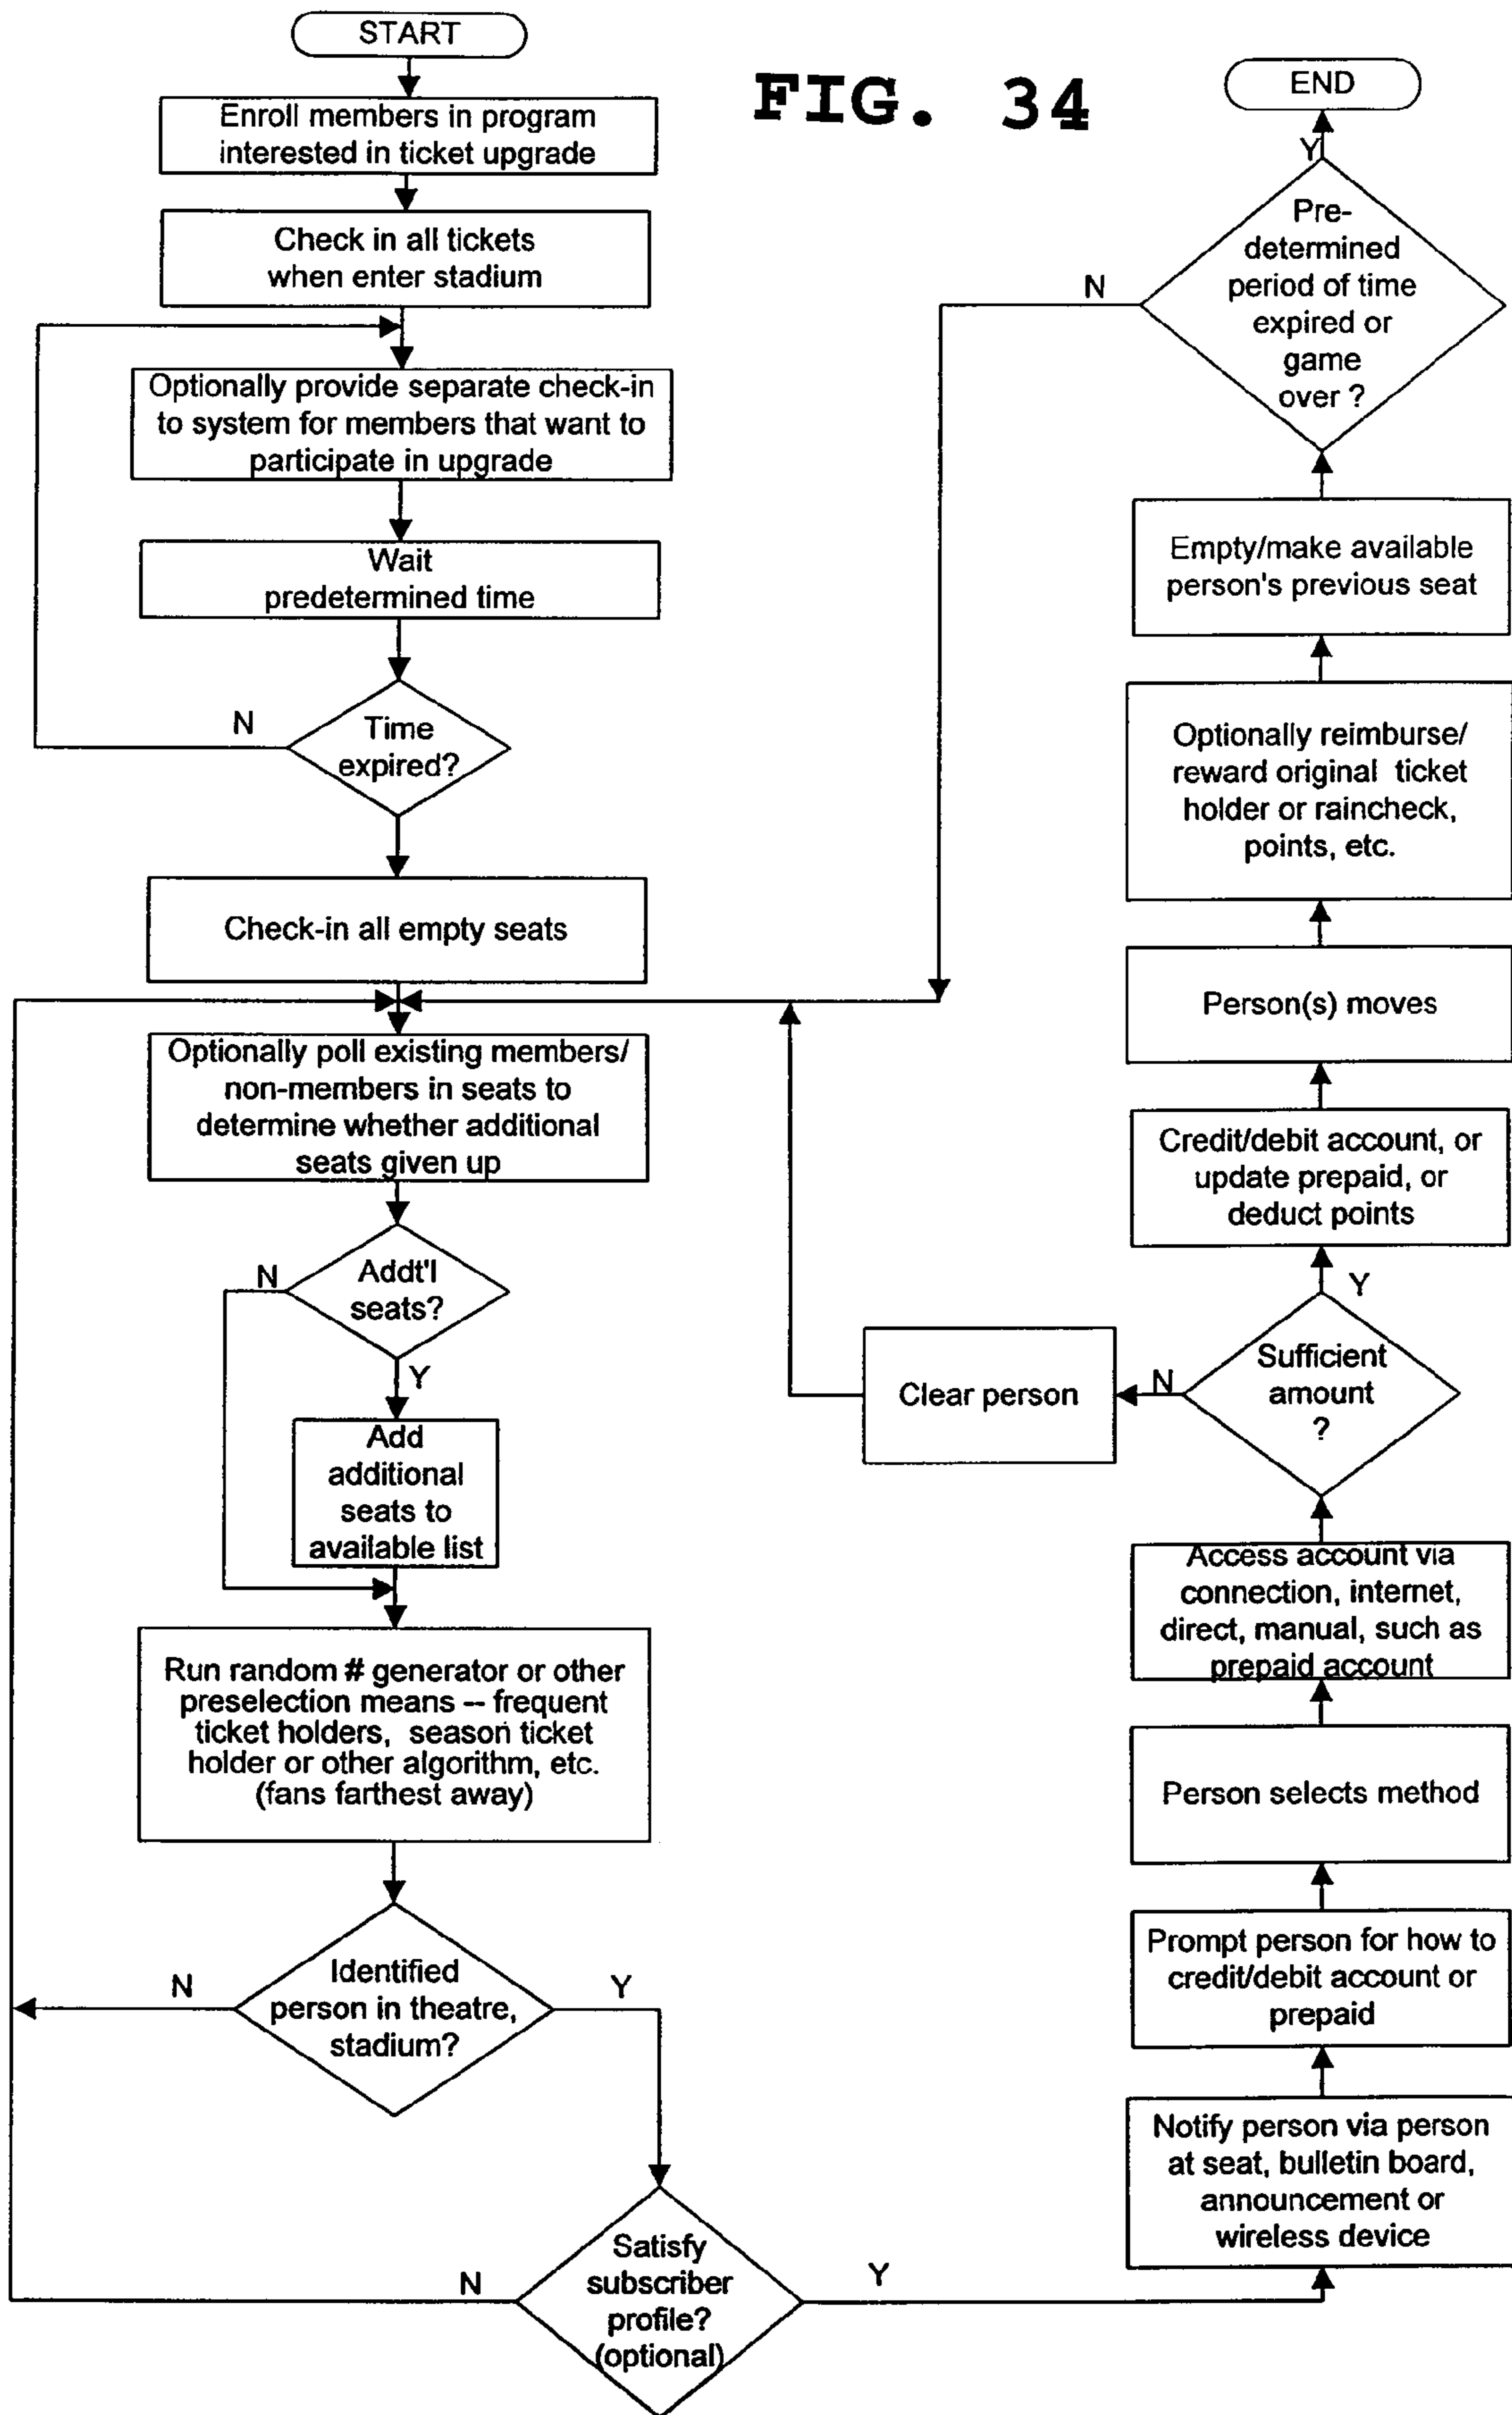 START
FIG. 34
Enroll members in program
interested in ticket upgrade
Check in all tickets
when enter stadium
Optionally provide separate check-in
to system for members that want to
participate in upgrade
Wait
predetermined time
N
Time
expired?
Check-in all empty seats
Optionally poll existing members/
non-members in seats to
determine whether additional
seats given up
N
Addt'l
seats?
Y
Add
additional
seats to
available list
Run random # generator or other
preselection means -- frequent
ticket holders, season ticket
holder or other algorithm, etc.
(fans farthest away)
N
Identified
person in theatre,
stadium?
Y
N
Satisfy
subscriber
profile?
(optional)
Y
Notify person via person
at seat, bulletin board,
announcement or
wireless device
Prompt person for how to
credit/debit account or
prepaid
Person selects method
Access account via
connection, internet,
direct, manual, such as
prepaid account
Sufficient
amount
?
N
Clear person
Y
Credit/debit account, or
update prepaid, or
deduct points
Person(s) moves
Optionally reimburse/
reward original ticket
holder or raincheck,
points, etc.
Empty/make available
person's previous seat
Pre-
determined
period of time
expired or
game
over ?
N
Y
END